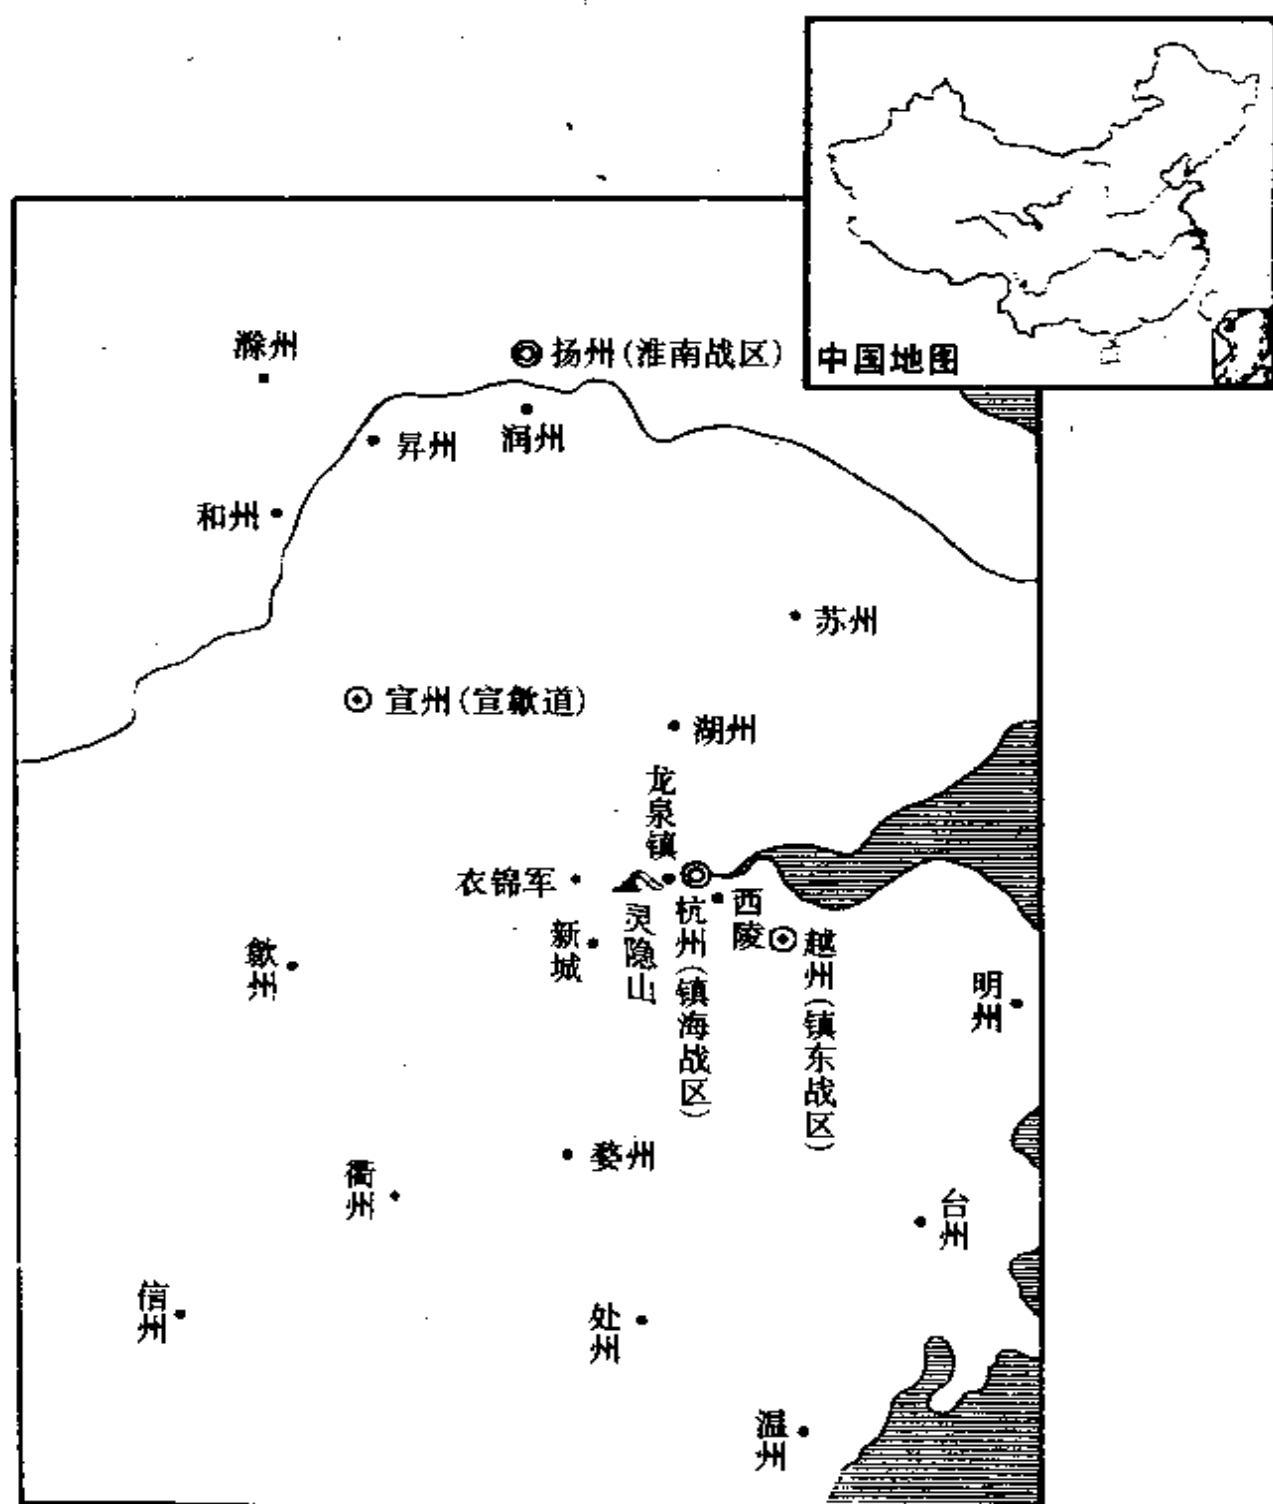 中国地图
滁州
扬州(淮南战区)
昇州
润州
和州
苏州
宣州(宣歙道)
湖州
龙泉镇
衣锦军
灵隐山
杭州(镇海战区)
西陵
越州(镇东战区)
新城
歙州
明州
婺州
衢州
台州
信州
处州
温州